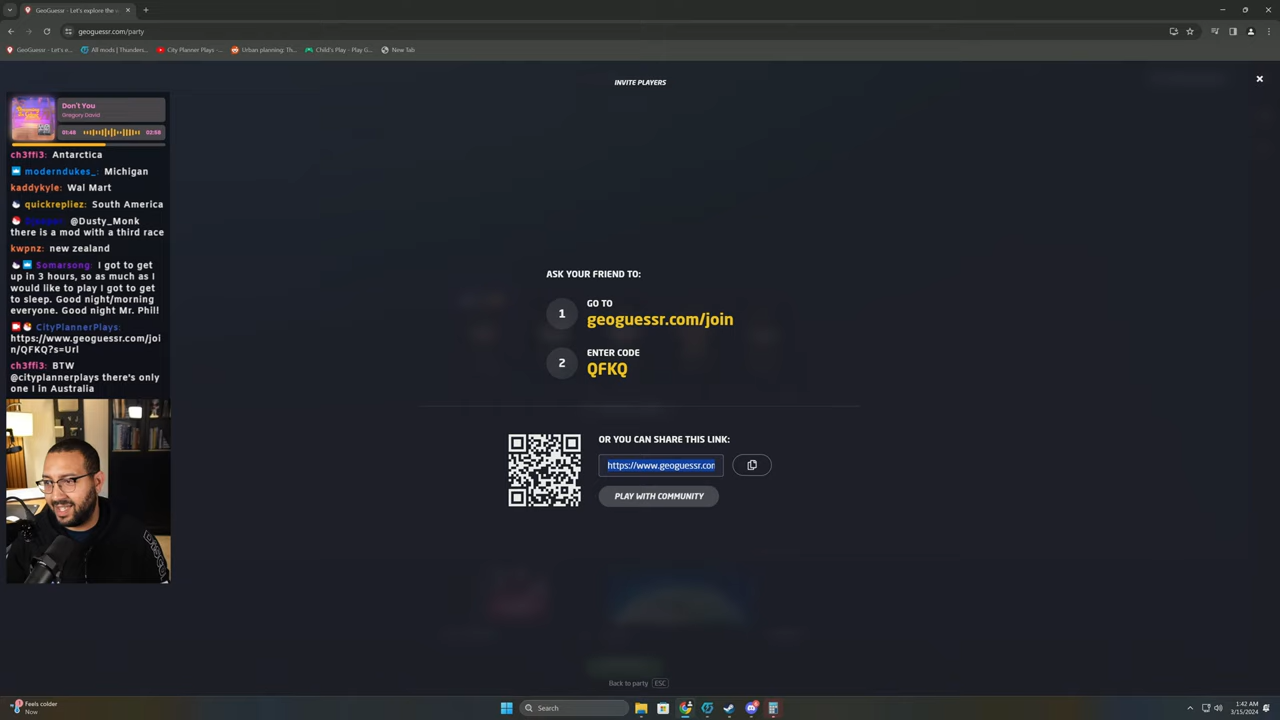 GeoGuessr - Let's explore the w
geoguessr.com/party
GeoGuessr - Let's e...
All mods | Thunders...
City Planner Plays -...
Urban planning: Th...
Child's Play - Play G...
New Tab
INVITE PLAYERS
Don't You
Gregory David
01:48
02:58
ch3ffi3: Antarctica
moderndukes_: Michigan
kaddykyle: Wal Mart
quickrepliez: South America
@Dusty_Monk
there is a mod with a third race
kwpnz: new zealand
Somarsong: I got to get
up in 3 hours, so as much as I
would like to play I got to get
to sleep. Good night/morning
everyone. Good night Mr. Phil!
CityPlannerPlays:
https://www.geoguessr.com/joi
n/QFKQ?s=Url
ch3ffi3: BTW
@cityplannerplays there's only
one I in Australia
ASK YOUR FRIEND TO:
1
GO TO
geoguessr.com/join
2
ENTER CODE
QFKQ
OR YOU CAN SHARE THIS LINK:
https://www.geoguessr.com
PLAY WITH COMMUNITY
Back to party ESC
Feels colder
Now
Search
1:42 AM
3/15/2024